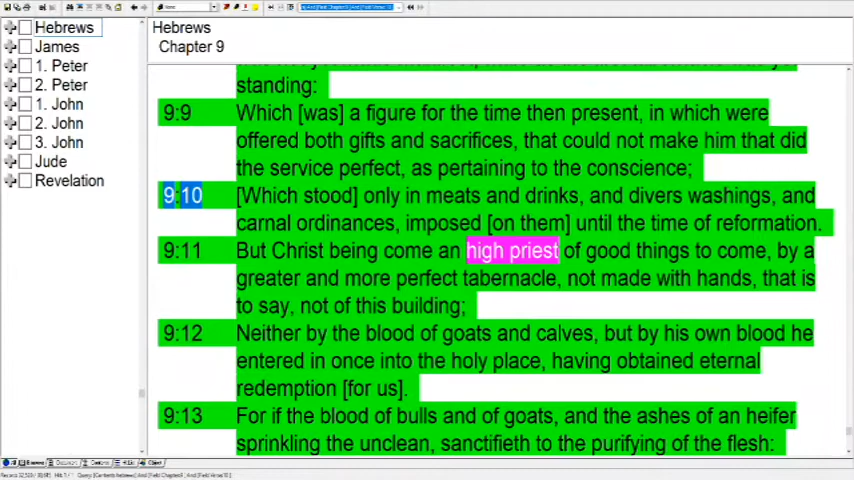 Hebrews
James
1. Peter
2. Peter
1. John
2. John
3. John
Jude
Revelation
Hebrews
Chapter 9
standing:
9:9 Which [was] a figure for the time then present, in which were
offered both gifts and sacrifices, that could not make him that did
the service perfect, as pertaining to the conscience;
9:10 [Which stood] only in meats and drinks, and divers washings, and
carnal ordinances, imposed [on them] until the time of reformation.
9:11 But Christ being come an high priest of good things to come, by a
greater and more perfect tabernacle, not made with hands, that is
to say, not of this building;
9:12 Neither by the blood of goats and calves, but by his own blood he
entered in once into the holy place, having obtained eternal
redemption [for us].
9:13 For if the blood of bulls and of goats, and the ashes of an heifer
sprinkling the unclean, sanctifieth to the purifying of the flesh: